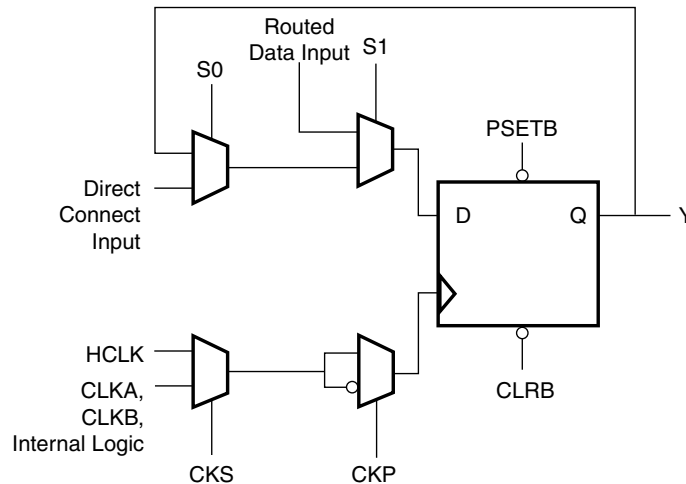 Routed
Data Input
S1
S0
PSETB
Direct
Connect
Input
D
Q
Y
HCLK
CLKA,
CLKB,
Internal Logic
CLRB
CKS
CKP